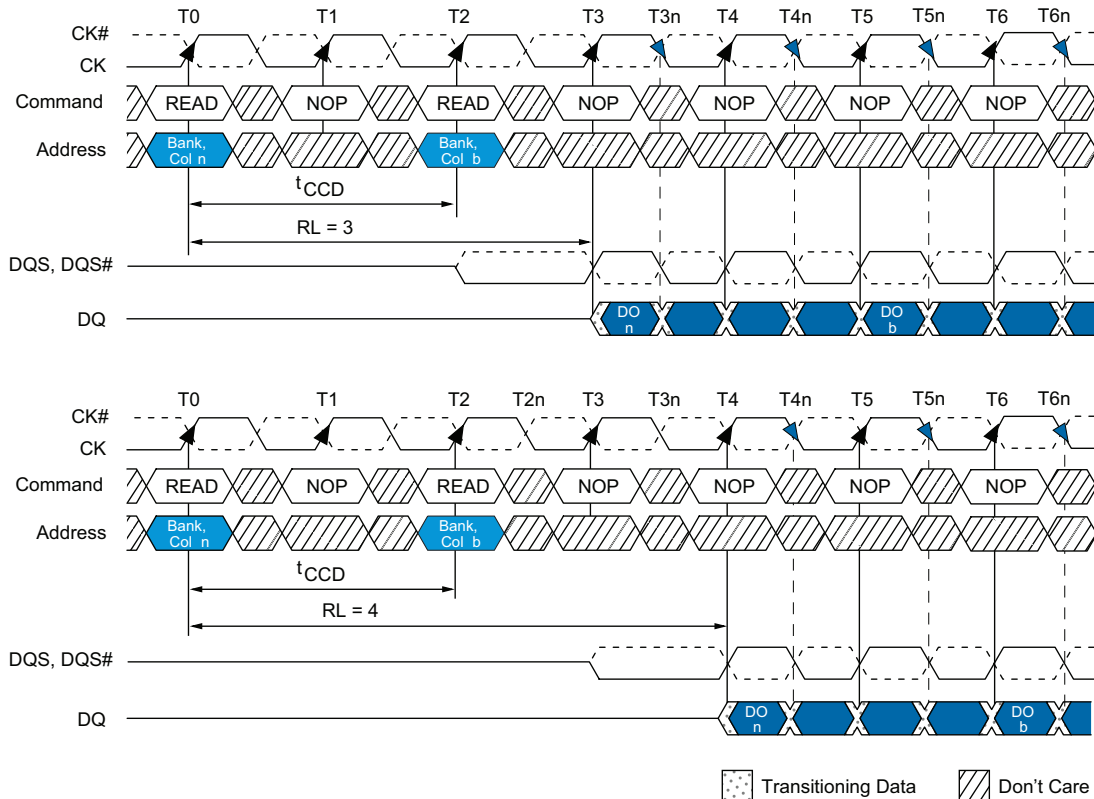 T0 T1 T2 T3 T3n T4 T4n T5 T5n T6 T6n
CK#
CK
Command READ NOP READ NOP NOP NOP NOP
Address Bank, Col n Bank, Col b
tCCD
RL = 3
DQS, DQS#
DQ DO n DO b
T0 T1 T2 T2n T3 T3n T4 T4n T5 T5n T6 T6n
CK#
CK
Command READ NOP READ NOP NOP NOP NOP
Address Bank, Col n Bank, Col b
tCCD
RL = 4
DQS, DQS#
DQ DO n DO b
Transitioning Data Don't Care